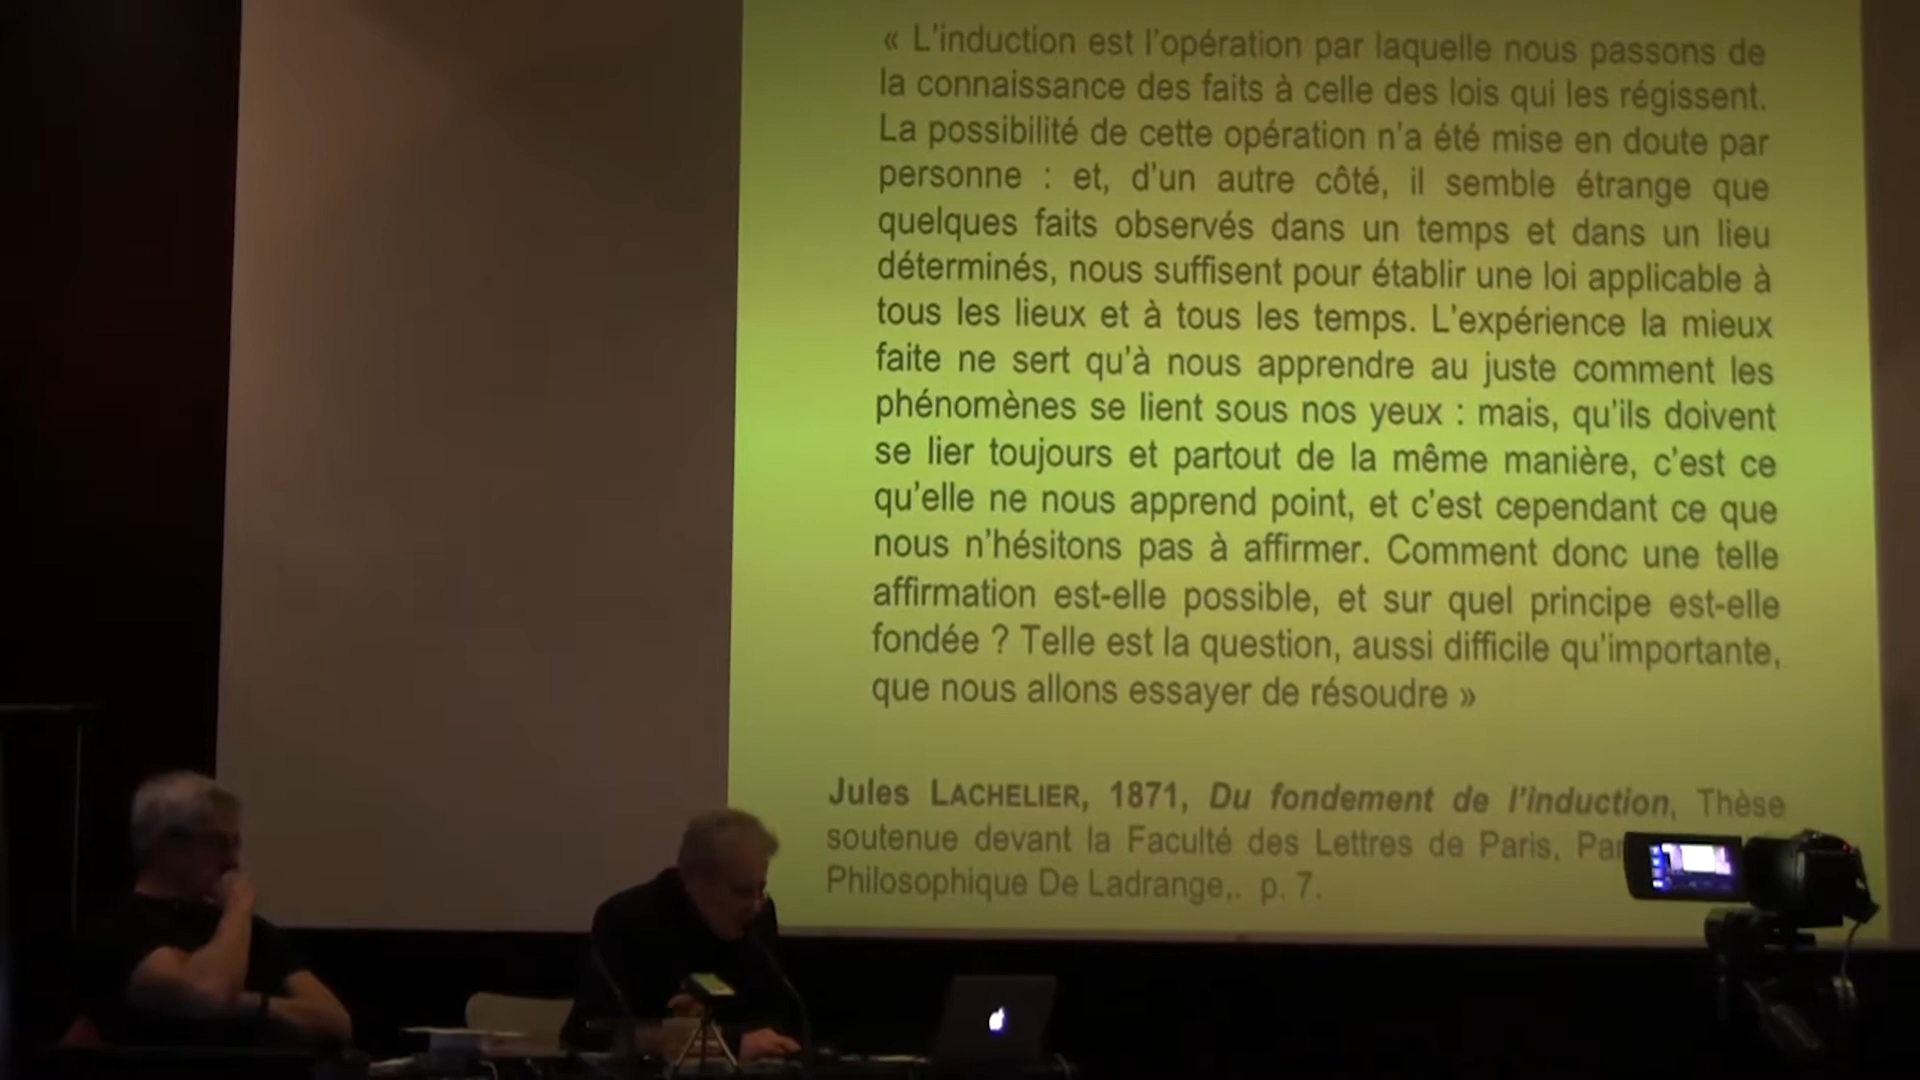 « L'induction est l'opération par laquelle nous passons de
la connaissance des faits à celle des lois qui les régissent.
La possibilité de cette opération n'a été mise en doute par
personne : et, d'un autre côté, il semble étrange que
quelques faits observés dans un temps et dans un lieu
déterminés, nous suffisent pour établir une loi applicable à
tous les lieux et à tous les temps. L'expérience la mieux
faite ne sert qu'à nous apprendre au juste comment les
phénomènes se lient sous nos yeux : mais, qu'ils doivent
se lier toujours et partout de la même manière, c'est ce
qu'elle ne nous apprend point, et c'est cependant ce que
nous n'hésitons pas à affirmer. Comment donc une telle
affirmation est-elle possible, et sur quel principe est-elle
fondée ? Telle est la question, aussi difficile qu'importante,
que nous allons essayer de résoudre »
Jules LACHELIER, 1871, Du fondement de l'induction, Thèse
soutenue devant la Faculté des Lettres de Paris, Par
Philosophique De Ladrange,. p. 7.